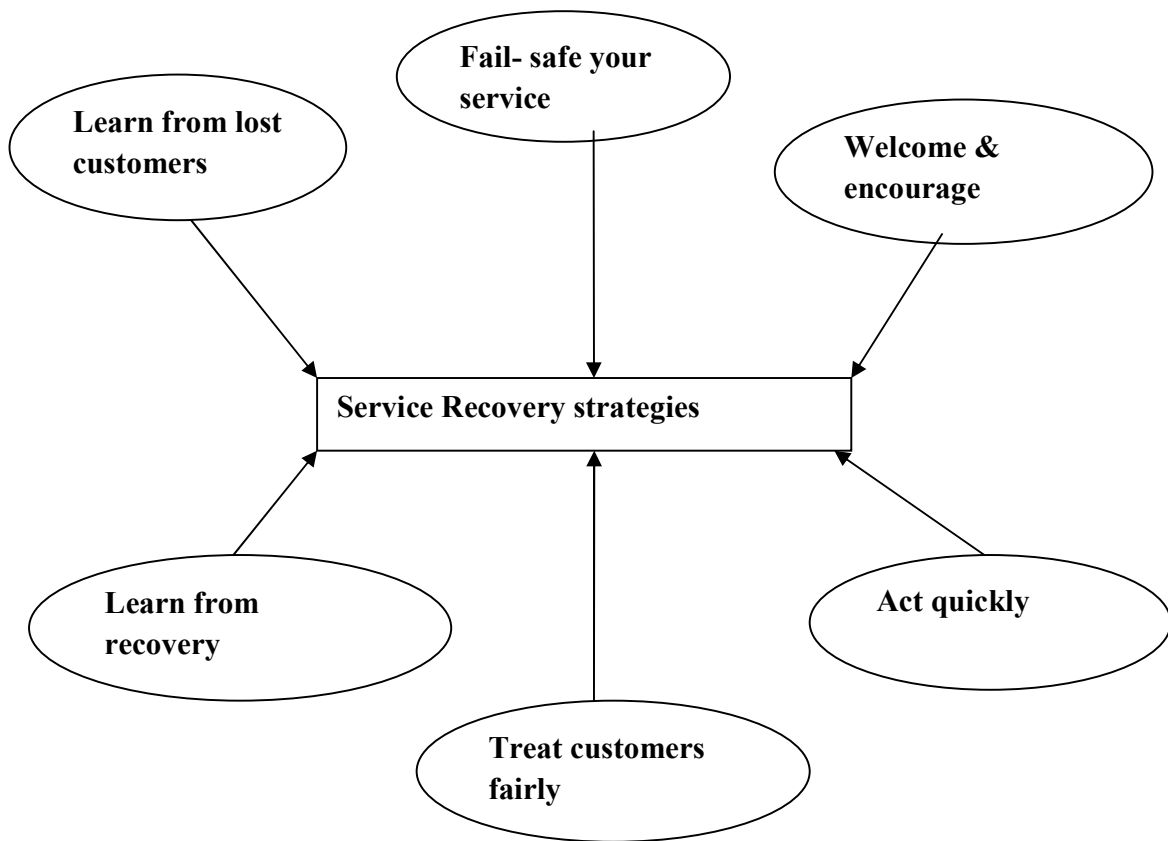 Fail- safe your
service
Learn from lost
customers
Welcome &
encourage
Service Recovery strategies
Learn from
recovery
Act quickly
Treat customers
fairly